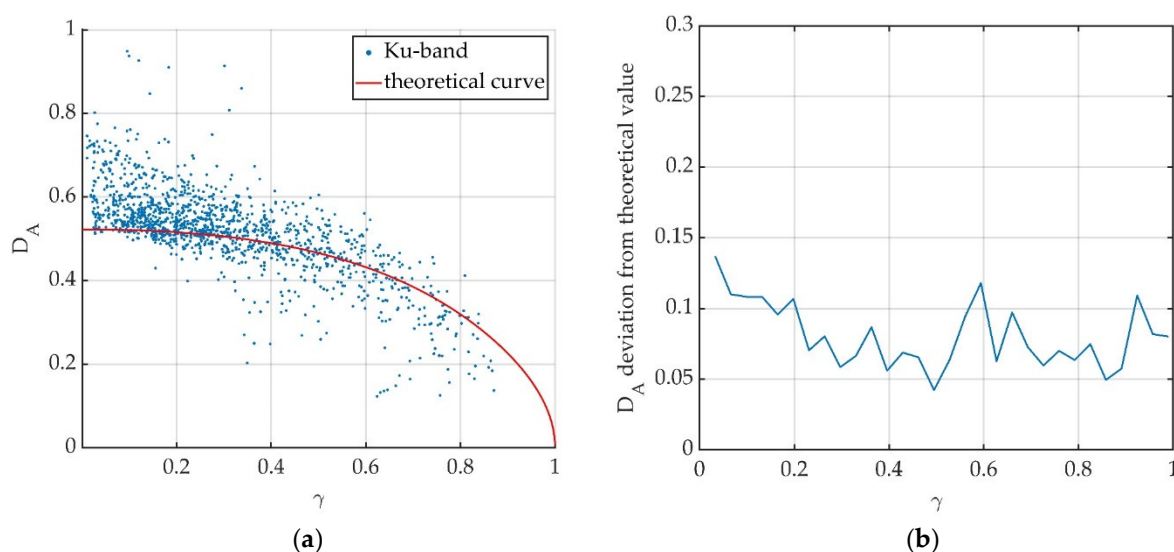 1
0.8
0.6
0.4
0.2
0
D_A
Ku-band
theoretical curve
0.2 0.4 0.6 0.8 1
γ
(a)
0.3
0.25
0.2
0.15
0.1
0.05
0
D_A deviation from theoretical value
0 0.2 0.4 0.6 0.8 1
γ
(b)